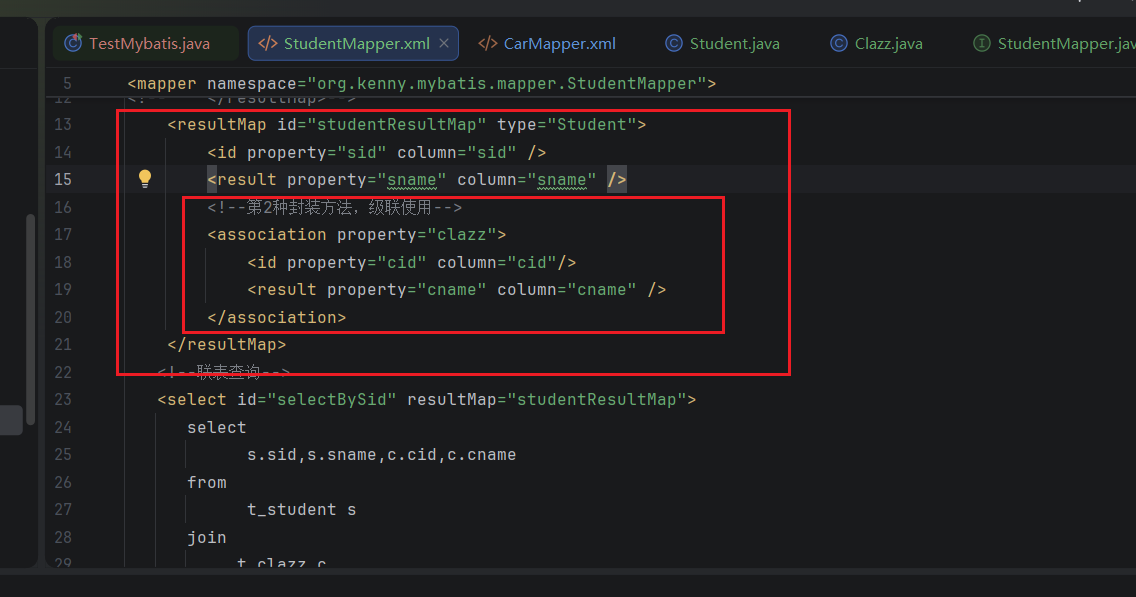 TestMybatis.java StudentMapper.xml CarMapper.xml Student.java Clazz.java StudentMapper.jav
5 <mapper namespace="org.kenny.mybatis.mapper.StudentMapper">
12 <!-- </resultMap>-->
13 <resultMap id="studentResultMap" type="Student">
14 <id property="sid" column="sid" />
15 <result property="sname" column="sname" />
16 <!--第2种封装方法，级联使用-->
17 <association property="clazz">
18 <id property="cid" column="cid"/>
19 <result property="cname" column="cname" />
20 </association>
21 </resultMap>
22 <!--联表查询-->
23 <select id="selectBySid" resultMap="studentResultMap">
24 select
25 s.sid,s.sname,c.cid,c.cname
26 from
27 t_student s
28 join
29 t_clazz c